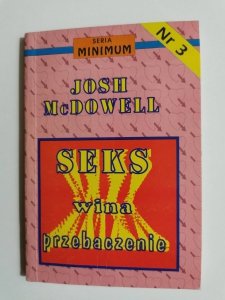 SERIA
MINIMUM
Nr 3
JOSH
McDOWELL
SEKS
wina
przebaczenie